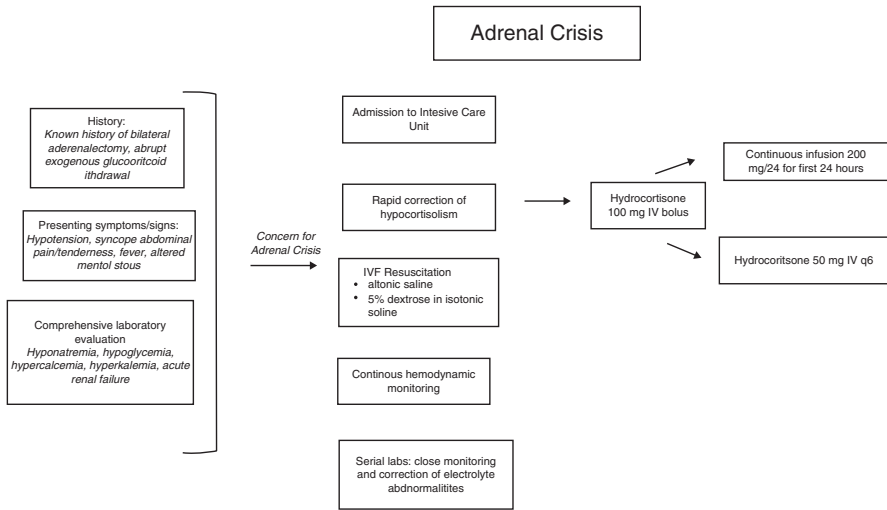 Adrenal Crisis
History:
Known history of bilateral
aderenalectomy, abrupt
exogenous glucooritcoid
ithdrawal
Presenting symptoms/signs:
Hypotension, syncope abdominal
pain/tenderness, fever, altered
mentol stous
Comprehensive laboratory
evaluation
Hyponatremia, hypoglycemia,
hypercalcemia, hyperkalemia, acute
renal failure
Concern for
Adrenal Crisis
Admission to Intesive Care
Unit
Rapid correction of
hypocortisolism
IVF Resuscitation
• altonic saline
• 5% dextrose in isotonic
soline
Continous hemodynamic
monitoring
Serial labs: close monitoring
and correction of electrolyte
abdnormalitites
Hydrocortisone
100 mg IV bolus
Continuous infusion 200
mg/24 for first 24 hours
Hydrocoritsone 50 mg IV q6